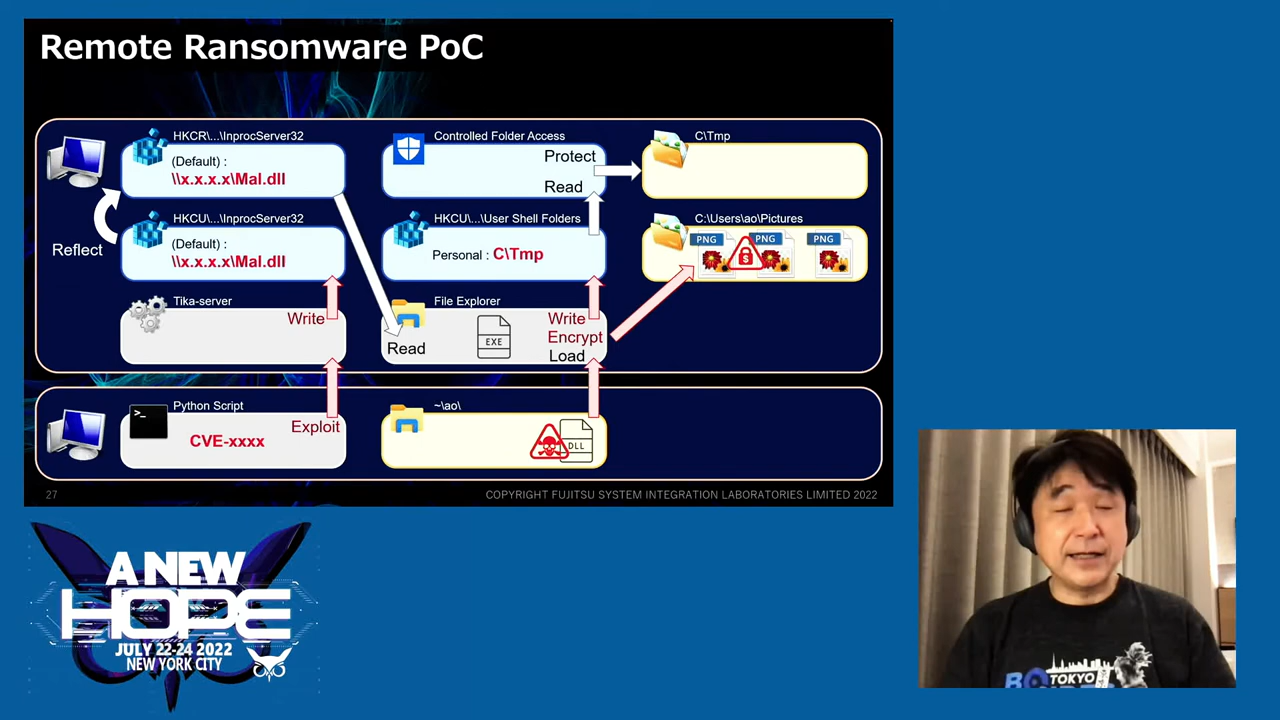 Remote Ransomware PoC
HKCR\...\InprocServer32
(Default) :
\\x.x.x.x\Mal.dll
Controlled Folder Access
Protect
Read
C\Tmp
Reflect
HKCU\...\InprocServer32
(Default) :
\\x.x.x.x\Mal.dll
HKCU\...\User Shell Folders
Personal : C\Tmp
C:\Users\ao\Pictures
PNG
PNG
PNG
Tika-server
Write
File Explorer
Read
EXE
Write
Encrypt
Load
Python Script
CVE-xxxx
Exploit
~\ao\
DLL
27
COPYRIGHT FUJITSU SYSTEM INTEGRATION LABORATORIES LIMITED 2022
A NEW
HOPE
JULY 22-24 2022
NEW YORK CITY
TOKYO